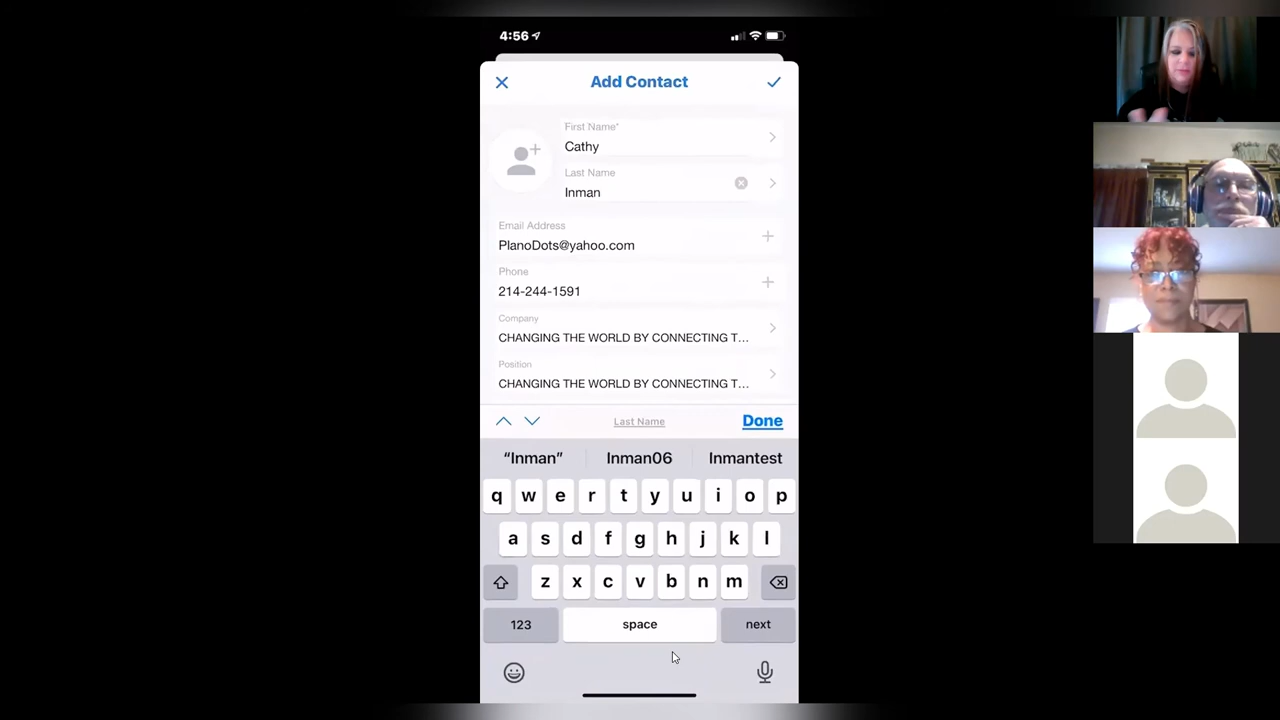 4:56
Add Contact
First Name*
Cathy
Last Name
Inman
Email Address
PlanoDots@yahoo.com
Phone
214-244-1591
Company
CHANGING THE WORLD BY CONNECTING T...
Position
CHANGING THE WORLD BY CONNECTING T...
Last Name
Done
“Inman” Inman06 Inmantest
q w e r t y u i o p
a s d f g h j k l
z x c v b n m
123 space next